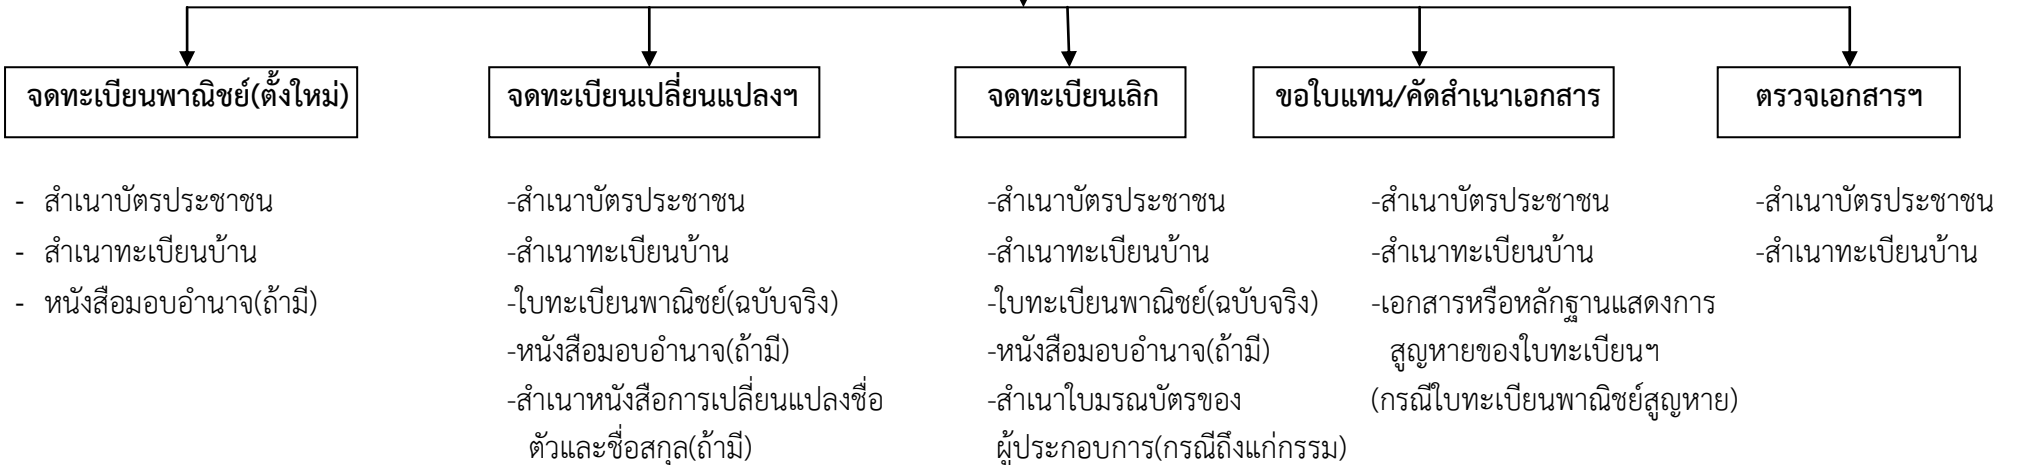 จดทะเบียนพาณิชย์(ตั้งใหม่)
- สำเนาบัตรประชาชน
- สำเนาทะเบียนบ้าน
- หนังสือมอบอำนาจ(ถ้ามี)
จดทะเบียนเปลี่ยนแปลงฯ
-สำเนาบัตรประชาชน
-สำเนาทะเบียนบ้าน
-ใบทะเบียนพาณิชย์(ฉบับจริง)
-หนังสือมอบอำนาจ(ถ้ามี)
-สำเนาหนังสือการเปลี่ยนแปลงชื่อ
ตัวและชื่อสกุล(ถ้ามี)
จดทะเบียนเลิก
-สำเนาบัตรประชาชน
-สำเนาทะเบียนบ้าน
-ใบทะเบียนพาณิชย์(ฉบับจริง)
-หนังสือมอบอำนาจ(ถ้ามี)
-สำเนาใบมรณบัตรของ
ผู้ประกอบการ(กรณีถึงแก่กรรม)
ขอใบแทน/คัดสำเนาเอกสาร
-สำเนาบัตรประชาชน
-สำเนาทะเบียนบ้าน
-เอกสารหรือหลักฐานแสดงการ
สูญหายของใบทะเบียนฯ
(กรณีใบทะเบียนพาณิชย์สูญหาย)
ตรวจเอกสารฯ
-สำเนาบัตรประชาชน
-สำเนาทะเบียนบ้าน